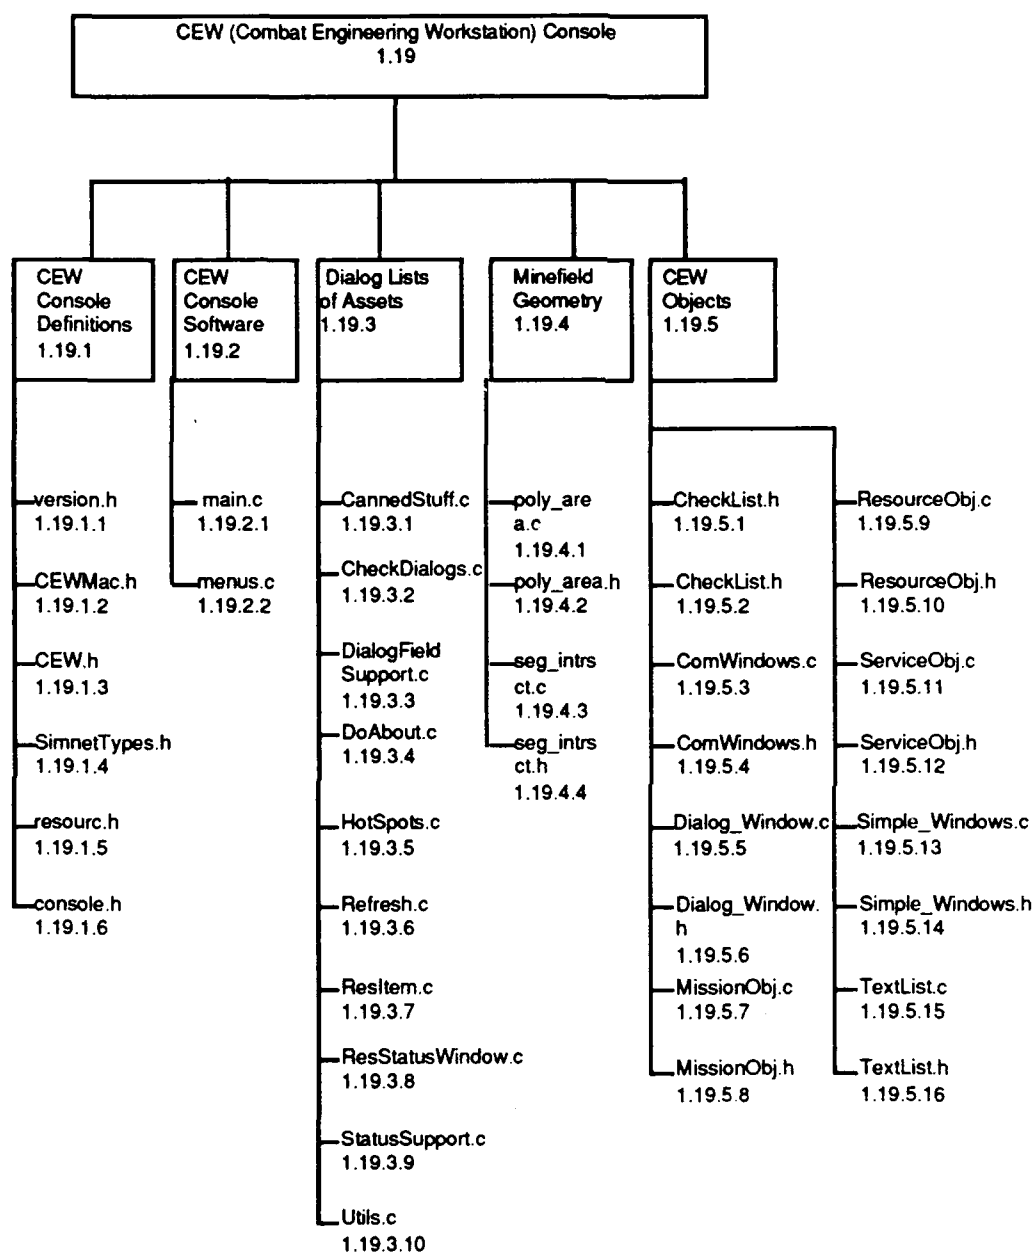 CEW (Combat Engineering Workstation) Console
1.19
CEW
Console
Definitions
1.19.1
CEW
Console
Software
1.19.2
Dialog Lists
of Assets
1.19.3
Minefield
Geometry
1.19.4
CEW
Objects
1.19.5
version.h
1.19.1.1
CEWMac.h
1.19.1.2
CEW.h
1.19.1.3
SimnetTypes.h
1.19.1.4
resourc.h
1.19.1.5
console.h
1.19.1.6
main.c
1.19.2.1
menus.c
1.19.2.2
CannedStuff.c
1.19.3.1
CheckDialogs.c
1.19.3.2
DialogField
Support.c
1.19.3.3
DoAbout.c
1.19.3.4
HotSpots.c
1.19.3.5
Refresh.c
1.19.3.6
ResItem.c
1.19.3.7
ResStatusWindow.c
1.19.3.8
StatusSupport.c
1.19.3.9
Utils.c
1.19.3.10
poly_are
a.c
1.19.4.1
poly_area.h
1.19.4.2
seg_intrs
ct.c
1.19.4.3
seg_intrs
ct.h
1.19.4.4
CheckList.h
1.19.5.1
CheckList.h
1.19.5.2
ComWindows.c
1.19.5.3
ComWindows.h
1.19.5.4
Dialog_Window.c
1.19.5.5
Dialog_Window.
h
1.19.5.6
MissionObj.c
1.19.5.7
MissionObj.h
1.19.5.8
ResourceObj.c
1.19.5.9
ResourceObj.h
1.19.5.10
ServiceObj.c
1.19.5.11
ServiceObj.h
1.19.5.12
Simple_Windows.c
1.19.5.13
Simple_Windows.h
1.19.5.14
TextList.c
1.19.5.15
TextList.h
1.19.5.16